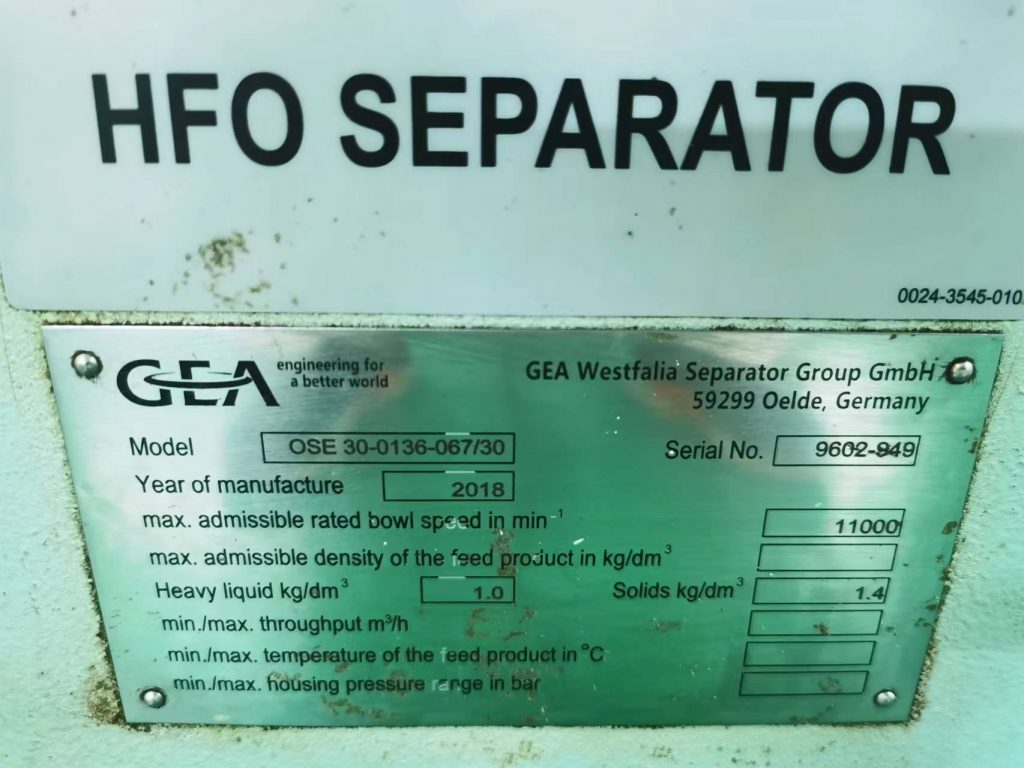 HFO SEPARATOR
0024-3545-010
GEA engineering for
a better world
GEA Westfalia Separator Group GmbH
59299 Oelde, Germany
Model OSE 30-0136-067/30 Serial No. 9602-949
Year of manufacture 2018
max. admissible rated bowl speed in min⁻¹ 11000
max. admissible density of the feed product in kg/dm³
Heavy liquid kg/dm³ 1.0 Solids kg/dm³ 1.4
min./max. throughput m³/h
min./max. temperature of the feed product in °C
min./max. housing pressure range in bar